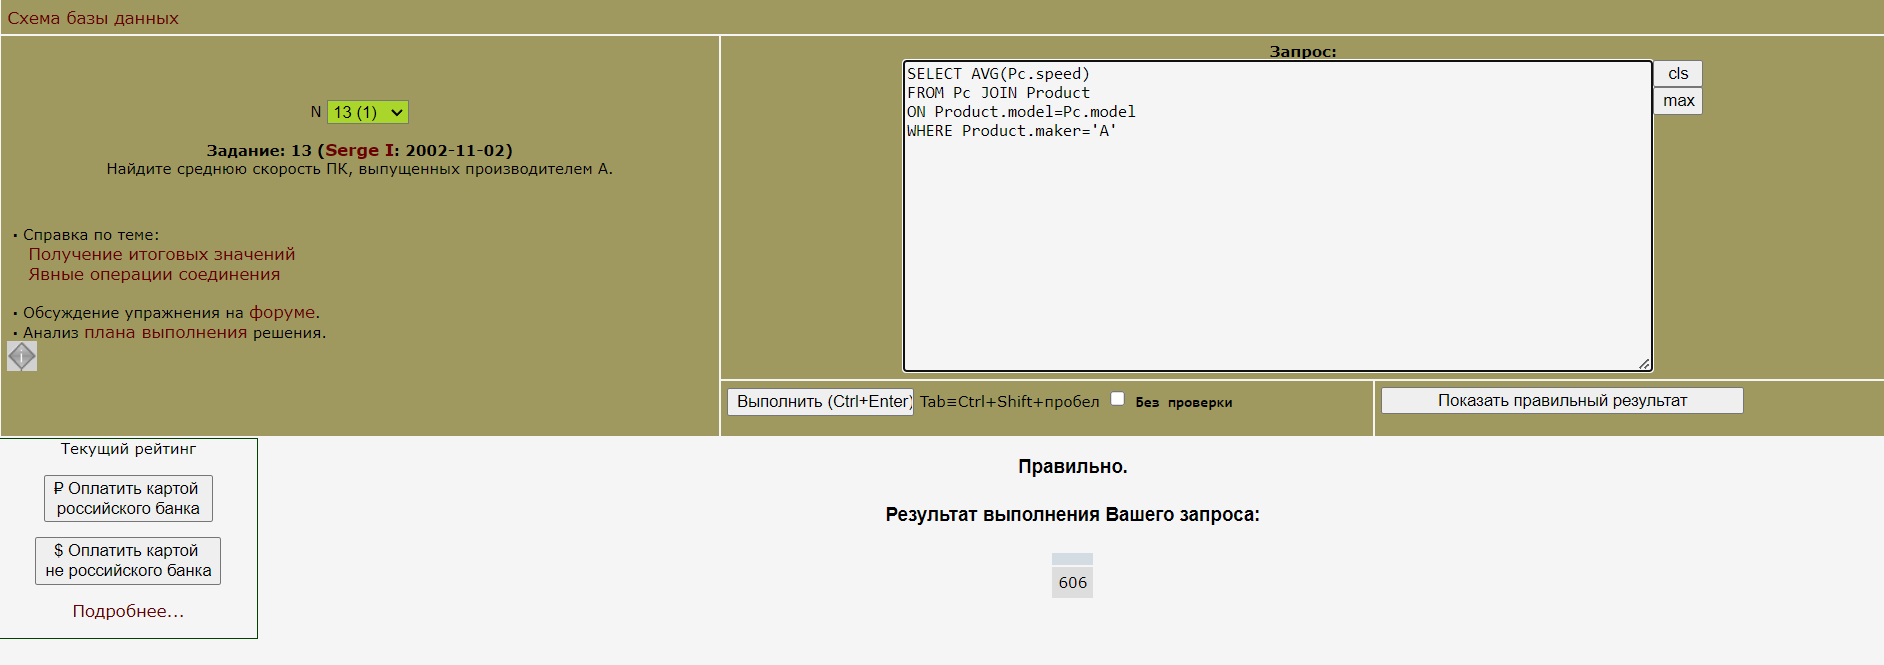 Схема базы данных
N 13 (1)
Задание: 13 (Serge I: 2002-11-02)
Найдите среднюю скорость ПК, выпущенных производителем A.
• Справка по теме:
Получение итоговых значений
Явные операции соединения
• Обсуждение упражнения на форуме.
• Анализ плана выполнения решения.
Запрос:
SELECT AVG(Pc.speed)
FROM Pc JOIN Product
ON Product.model=Pc.model
WHERE Product.maker='A'
cls
max
Выполнить (Ctrl+Enter) Tab≡Ctrl+Shift+пробел Без проверки
Показать правильный результат
Текущий рейтинг
₽ Оплатить картой
российского банка
$ Оплатить картой
не российского банка
Подробнее...
Правильно.
Результат выполнения Вашего запроса:
606